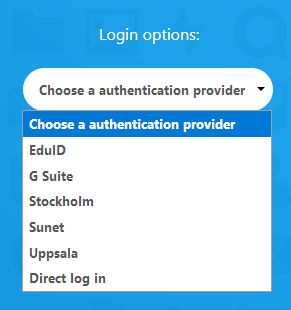 Login options:
Choose a authentication provider
Choose a authentication provider
EduID
G Suite
Stockholm
Sunet
Uppsala
Direct log in